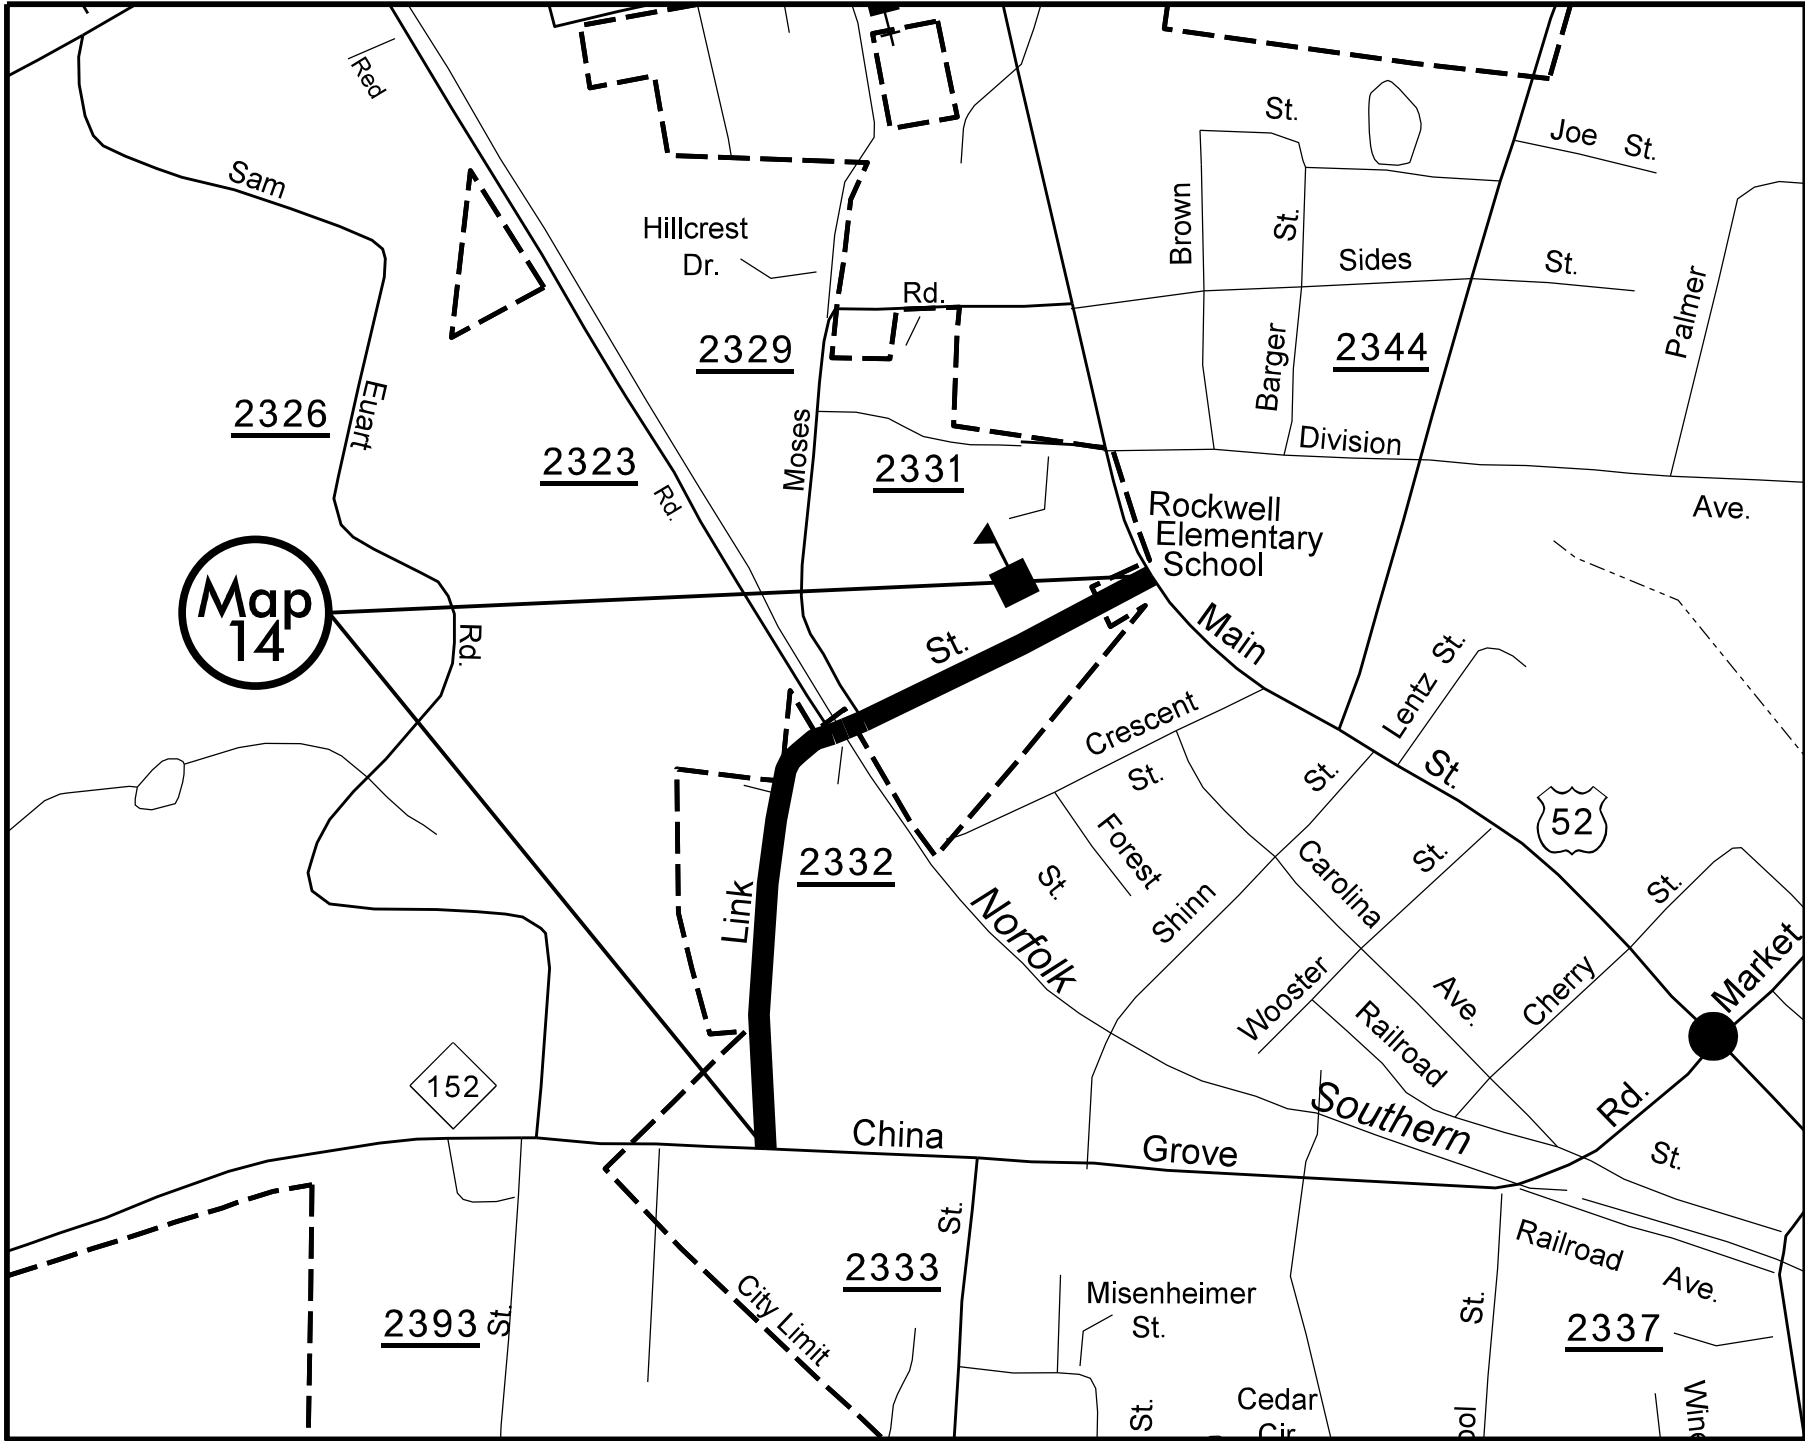 Red
St.
Joe St.
Sam
Brown
St.
Hillcrest
Dr.
Sides St.
Rd.
Palmer
2329
Barger
2344
2326
Euart
Moses
Division
2323
2331
Rd.
Ave.
Rockwell
Elementary
School
Map
14
Rd.
St.
Main
Lentz St.
Crescent
St.
St.
St.
52
Forest
Carolina
St.
2332
St.
Shinn
St.
Link
Norfolk
Market
Wooster
Ave.
Cherry
Railroad
152
Southern
Rd.
China Grove
St.
St.
Railroad Ave.
2333
City Limit
Misenheimer
St.
St.
2393
St.
2337
Cedar
Cir
St.
ool
Wine